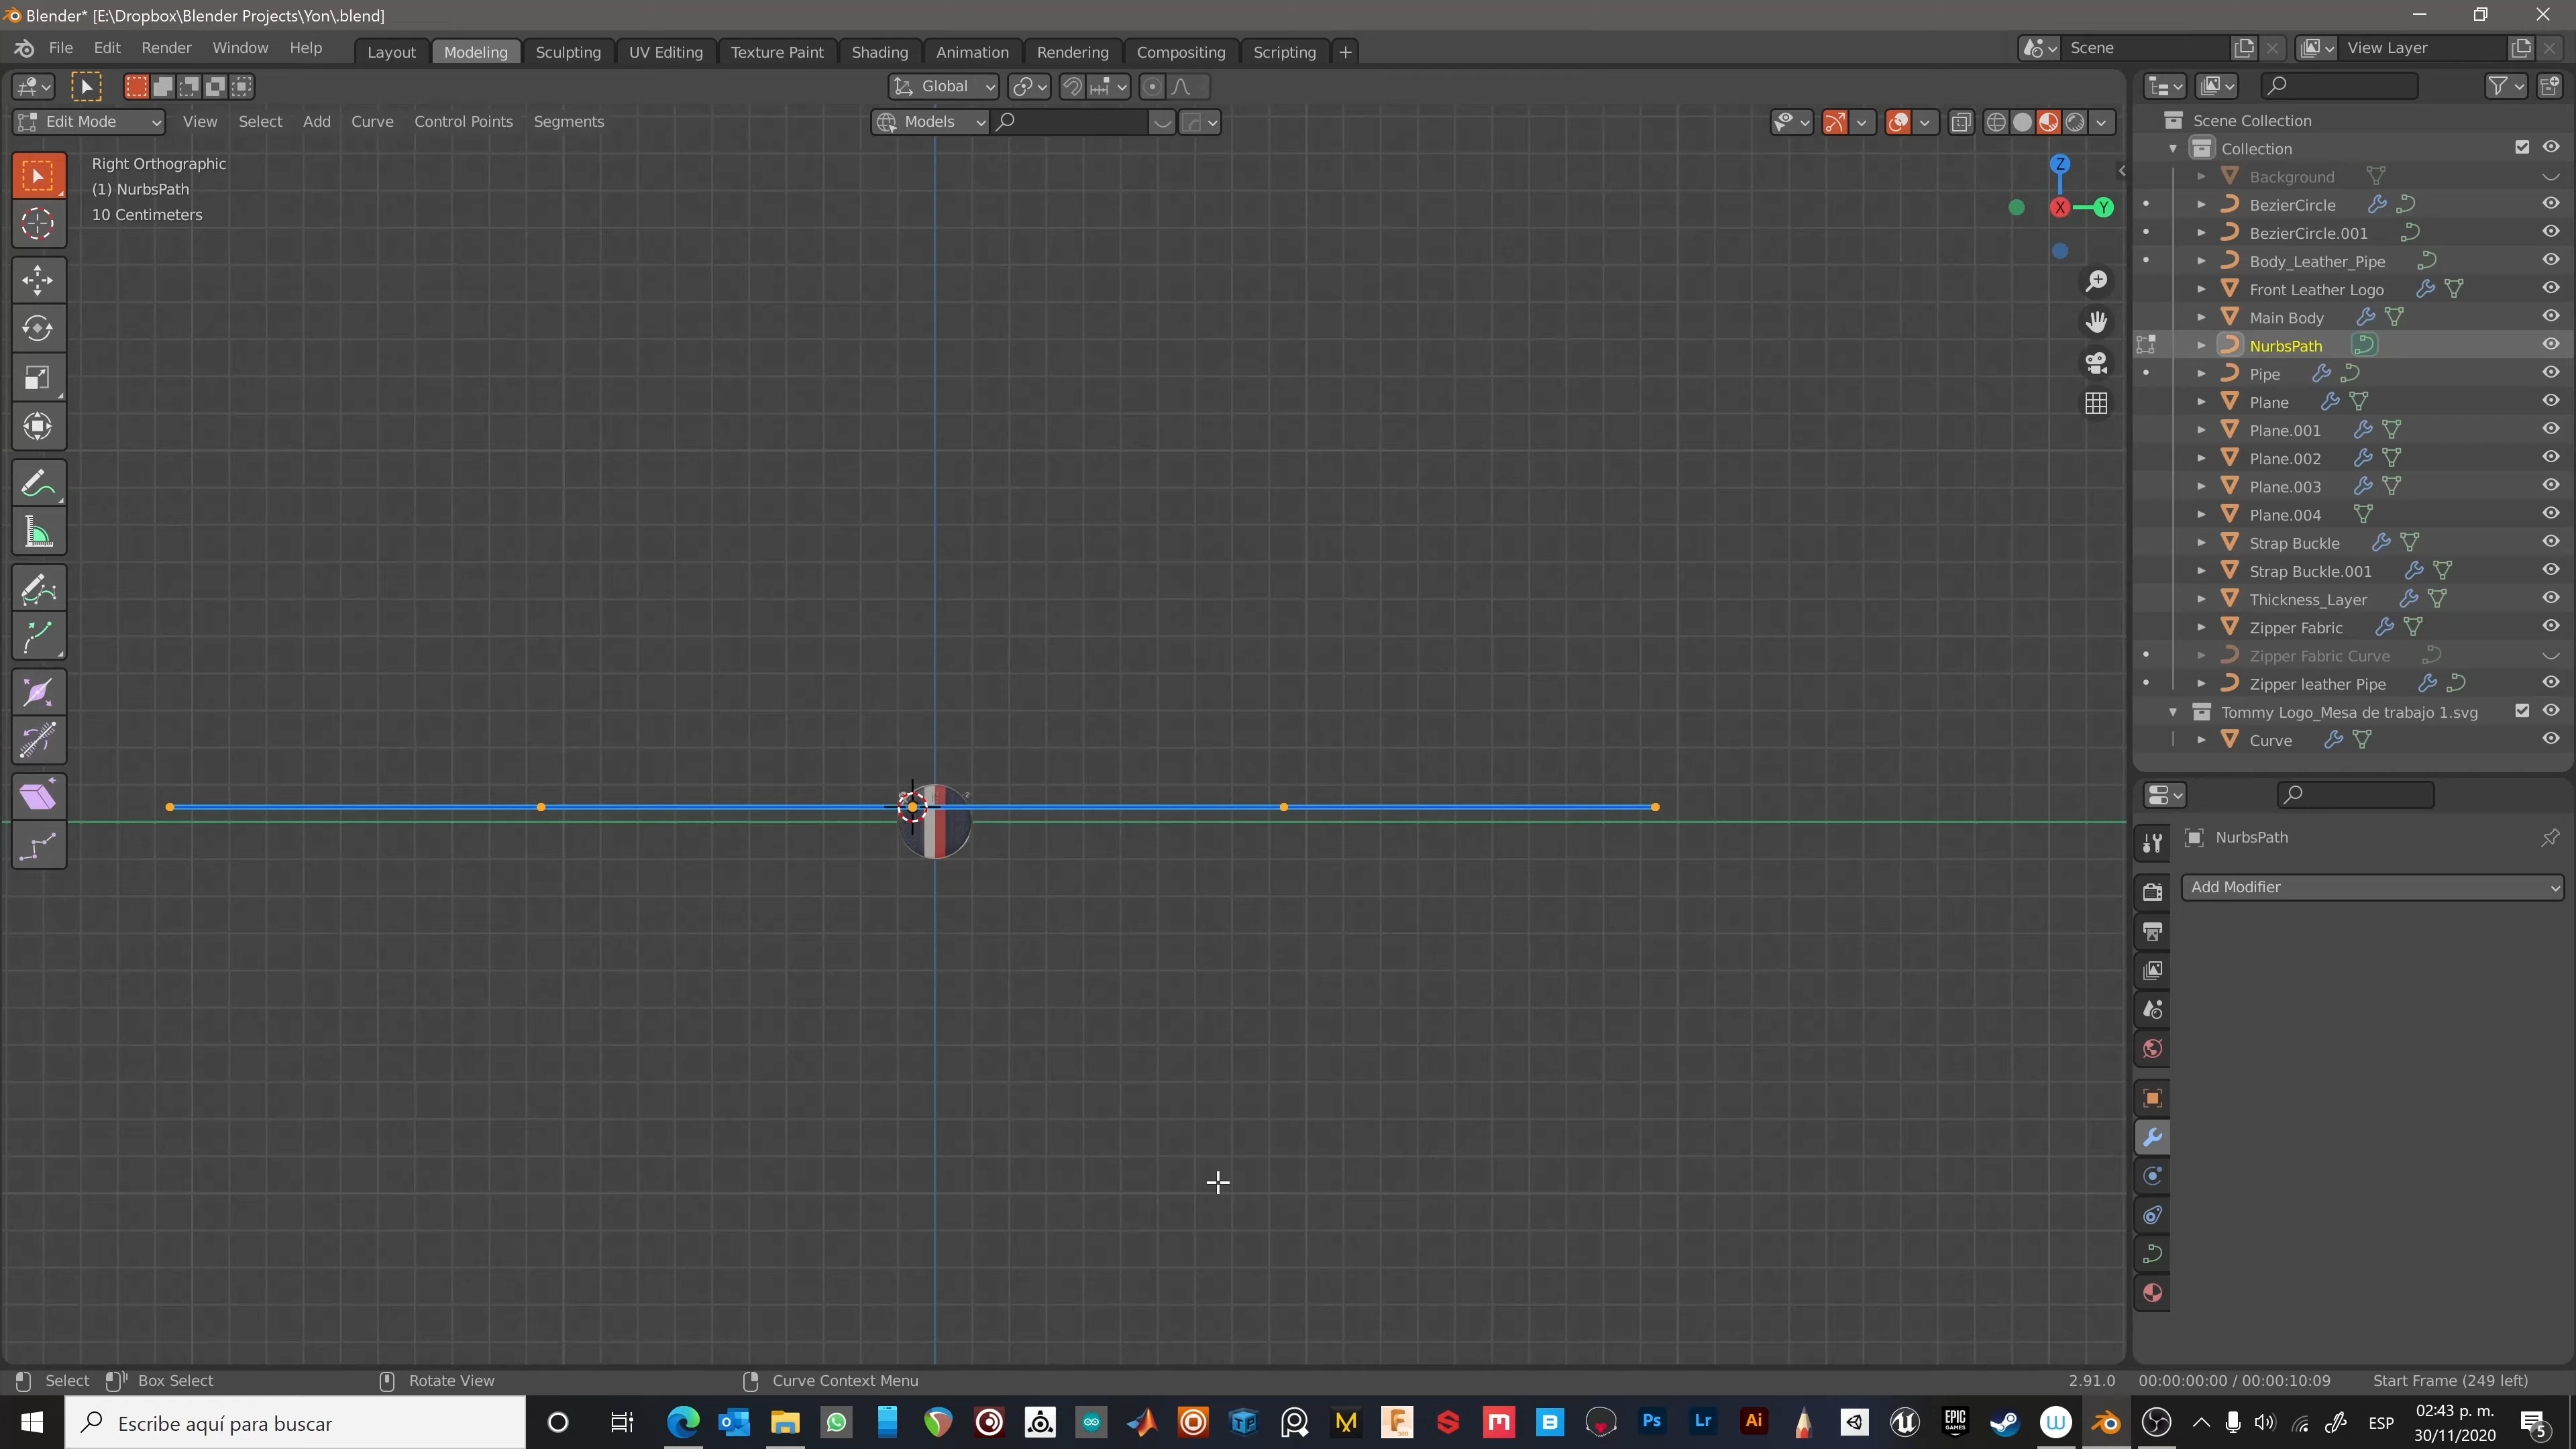 Blender* [E:\Dropbox\Blender Projects\Yon\.blend]
File Edit Render Window Help
Layout Modeling Sculpting UV Editing Texture Paint Shading Animation Rendering Compositing Scripting +
Scene
View Layer
Global
Edit Mode View Select Add Curve Control Points Segments
Models
Right Orthographic
(1) NurbsPath
10 Centimeters
Z
X
Y
Scene Collection
Collection
Background
BezierCircle
BezierCircle.001
Body_Leather_Pipe
Front Leather Logo
Main Body
NurbsPath
Pipe
Plane
Plane.001
Plane.002
Plane.003
Plane.004
Strap Buckle
Strap Buckle.001
Thickness_Layer
Zipper Fabric
Zipper Fabric Curve
Zipper leather Pipe
Tommy Logo_Mesa de trabajo 1.svg
Curve
NurbsPath
Add Modifier
Select Box Select Rotate View Curve Context Menu
2.91.0 00:00:00:00 / 00:00:10:09 Start Frame (249 left)
Escribe aquí para buscar
Ps Lr Ai
EPIC GAMES
ESP
02:43 p. m.
30/11/2020
5